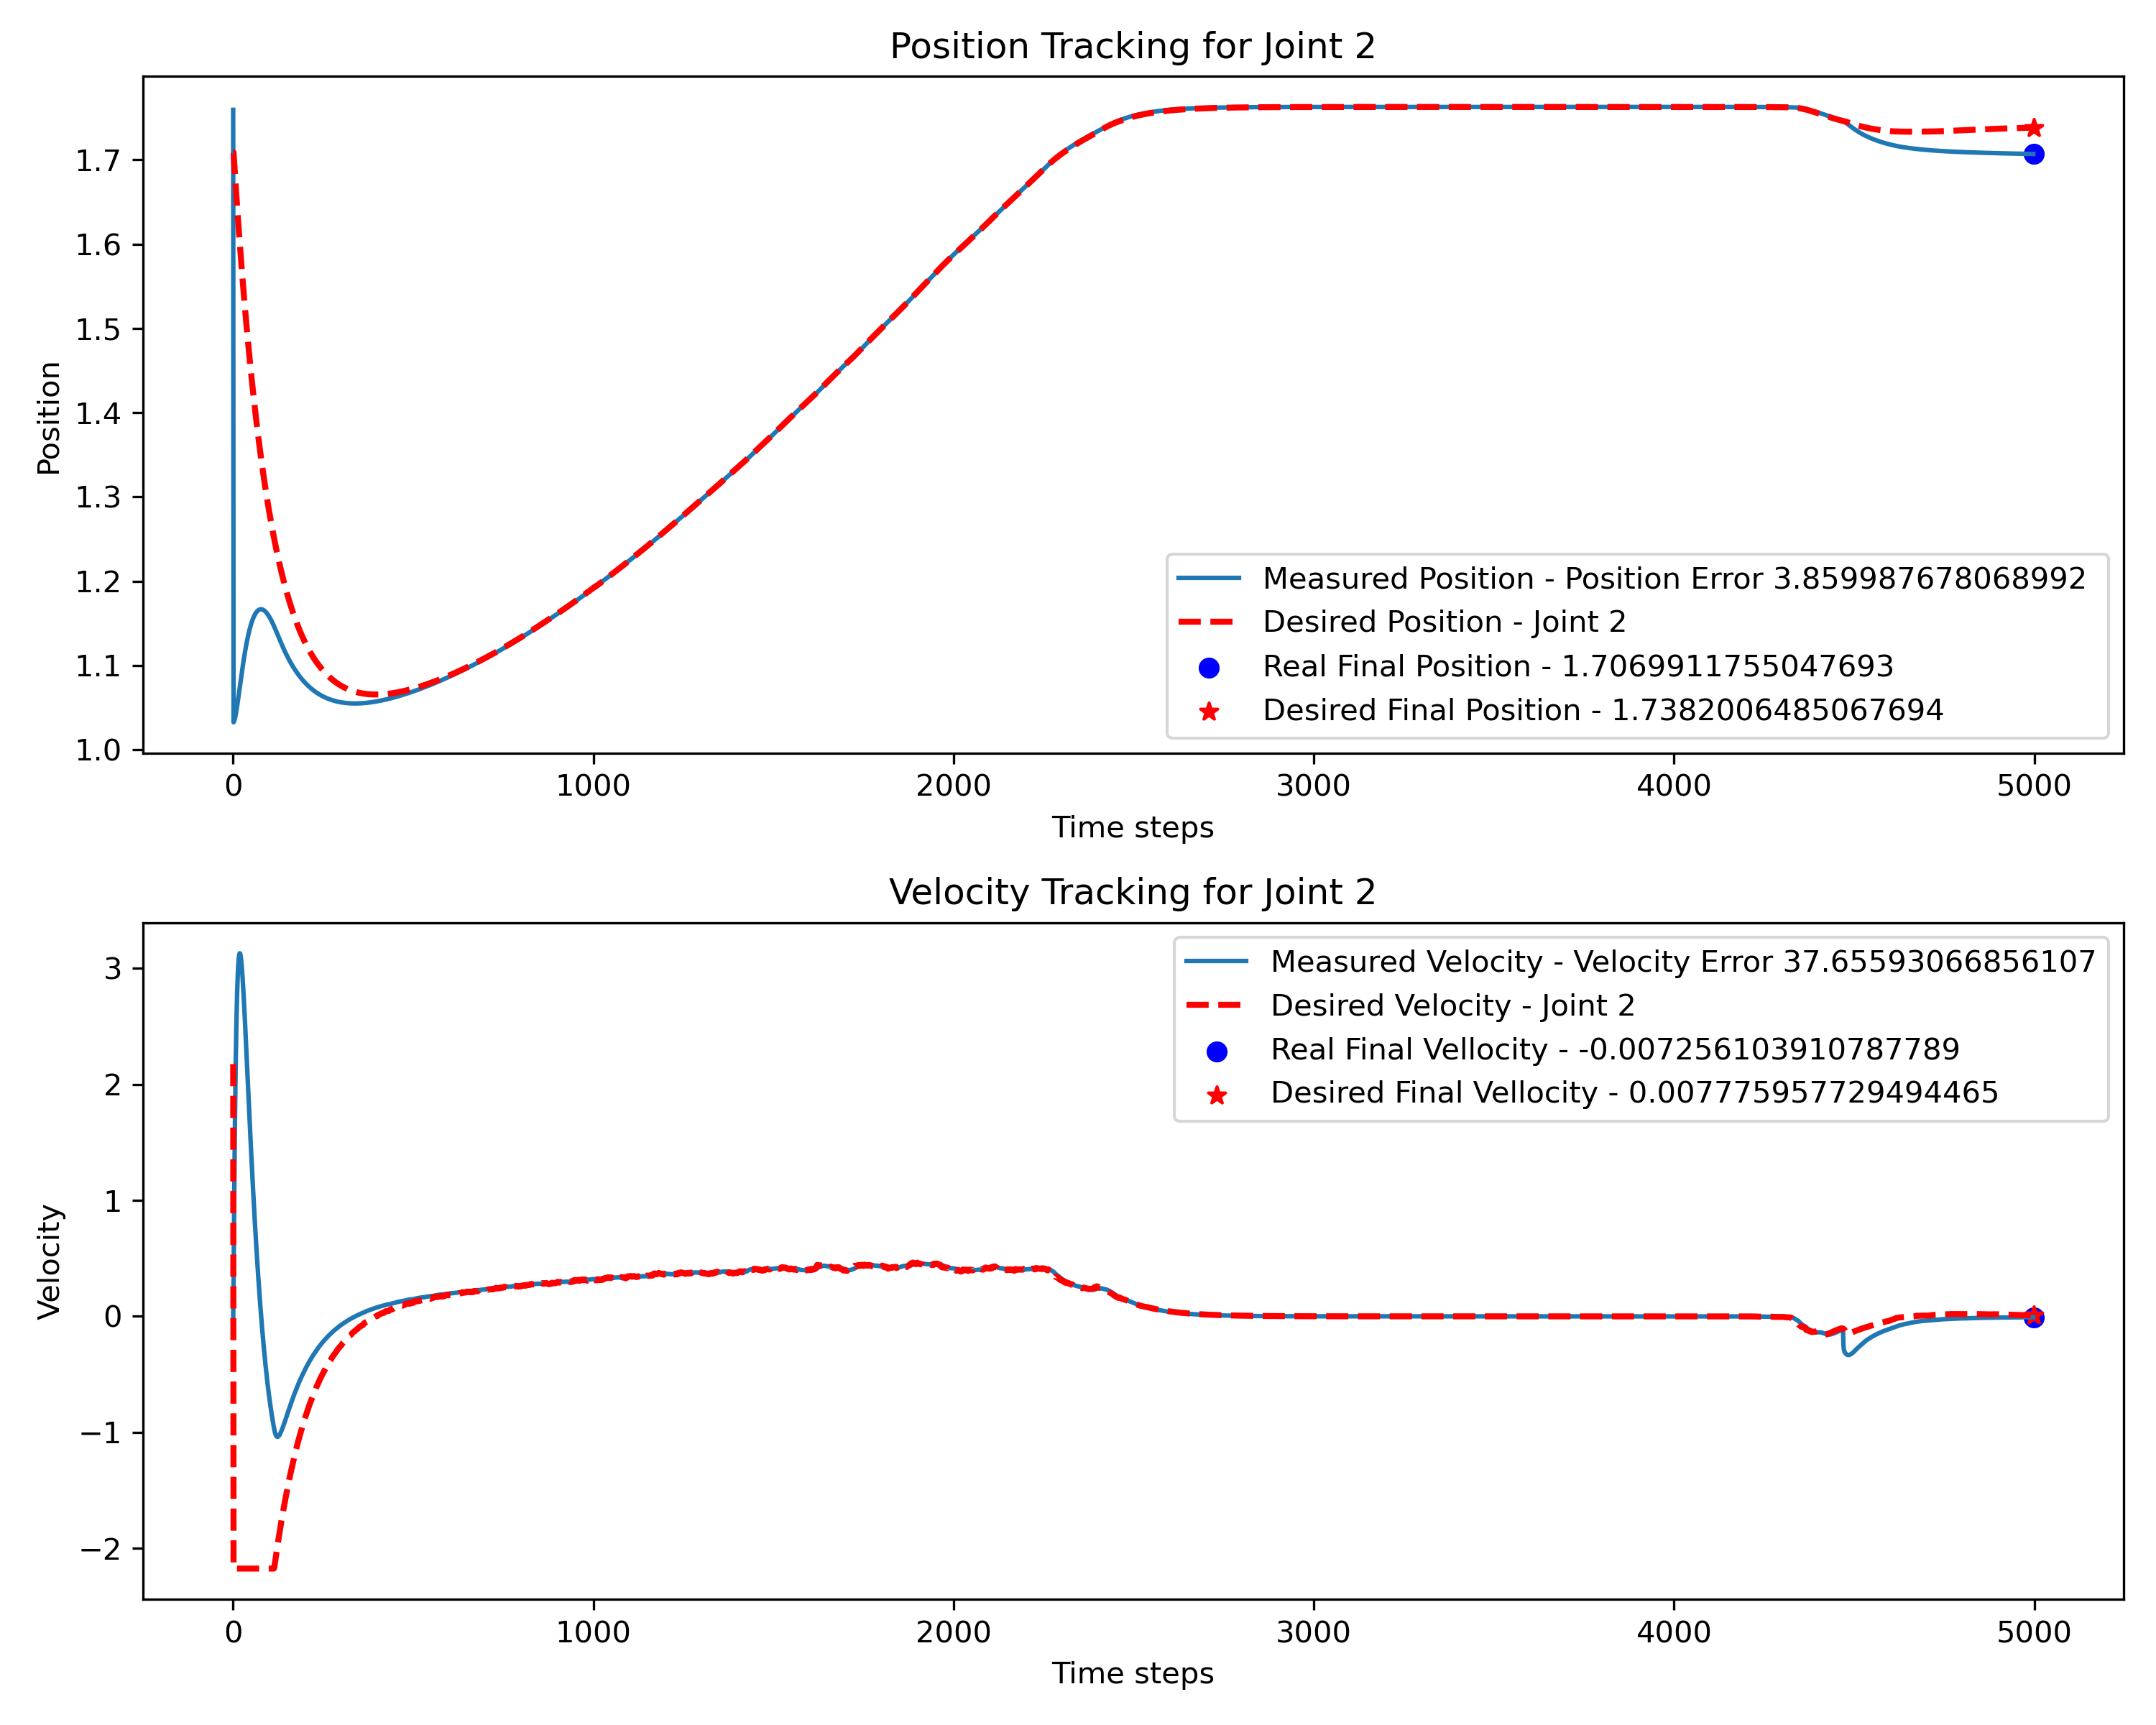 Position Tracking for Joint 2
Position
1.7
1.6
1.5
1.4
1.3
1.2
1.1
1.0
Measured Position - Position Error 3.859987678068992
Desired Position - Joint 2
Real Final Position - 1.7069911755047693
Desired Final Position - 1.7382006485067694
0 1000 2000 3000 4000 5000
Time steps
Velocity Tracking for Joint 2
Velocity
3
2
1
0
−1
−2
Measured Velocity - Velocity Error 37.65593066856107
Desired Velocity - Joint 2
Real Final Vellocity - -0.007256103910787789
Desired Final Vellocity - 0.007775957729494465
0 1000 2000 3000 4000 5000
Time steps